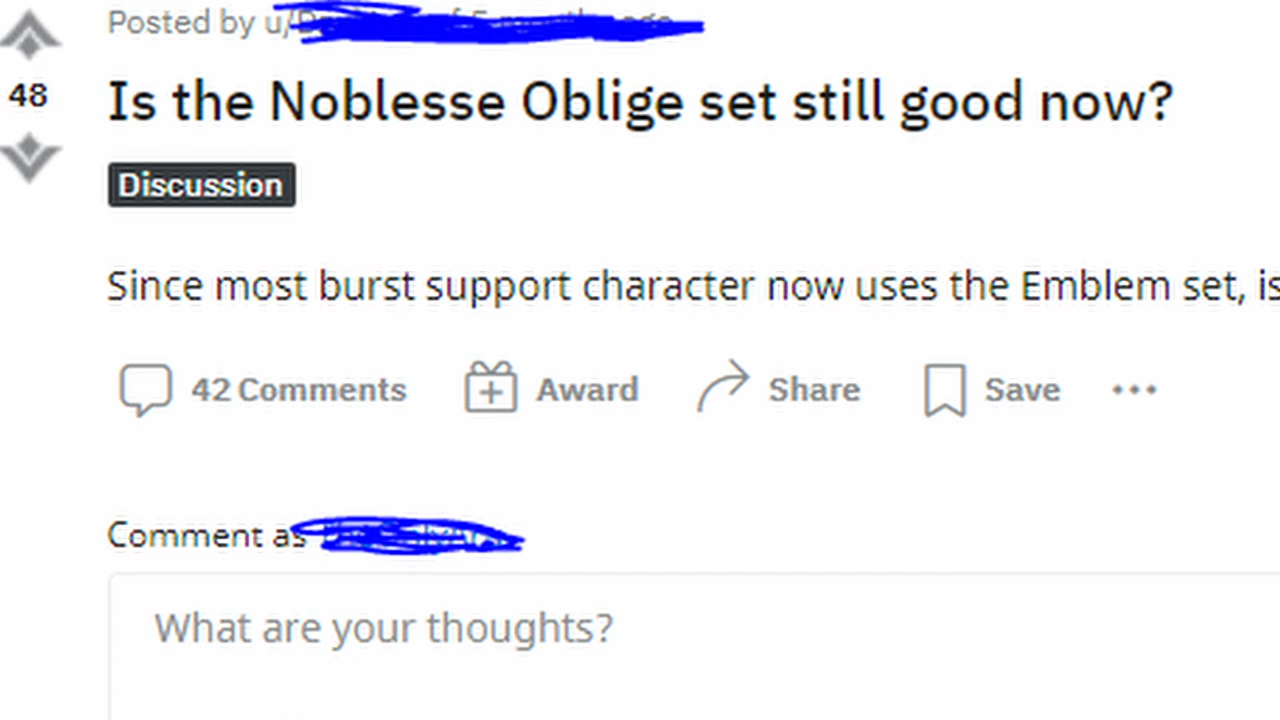 Posted by
48
Is the Noblesse Oblige set still good now?
Discussion
Since most burst support character now uses the Emblem set, is
42 Comments Award Share Save
Comment as
What are your thoughts?